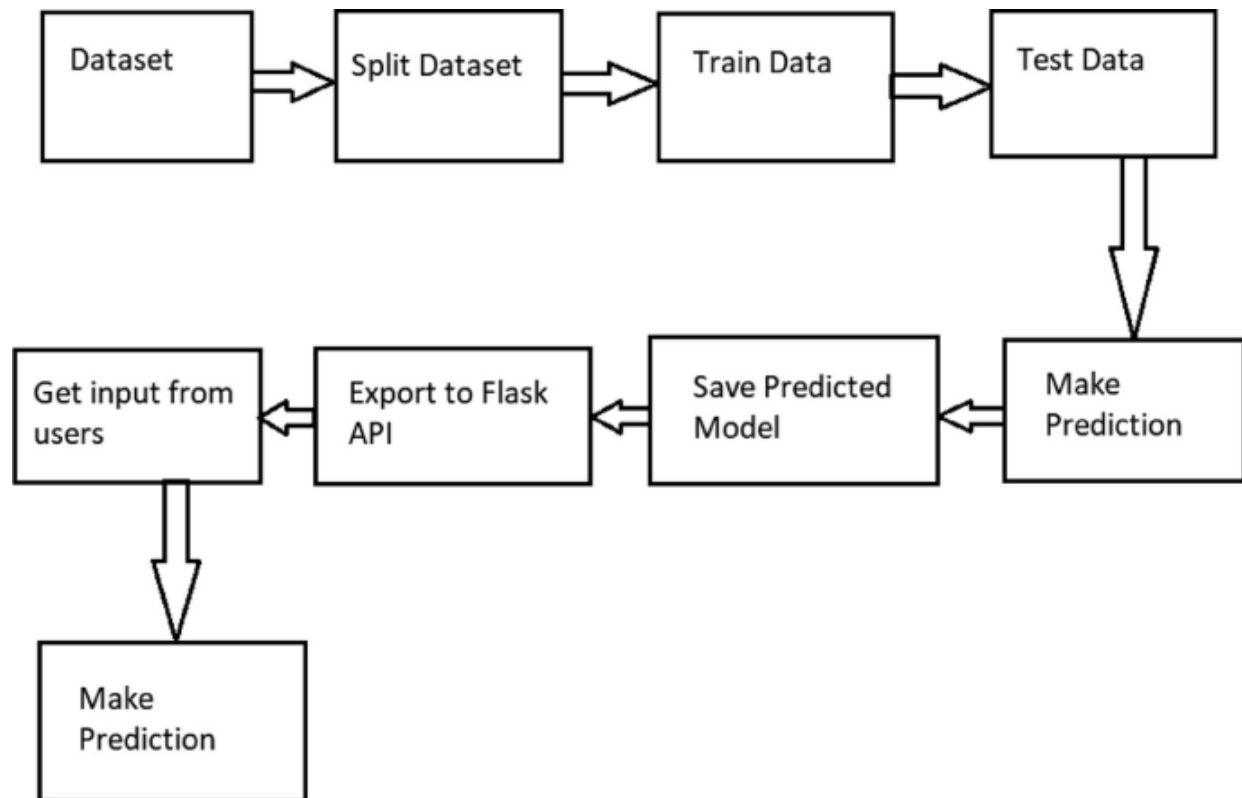 Dataset
Split Dataset
Train Data
Test Data
Make
Prediction
Save Predicted
Model
Export to Flask
API
Get input from
users
Make
Prediction